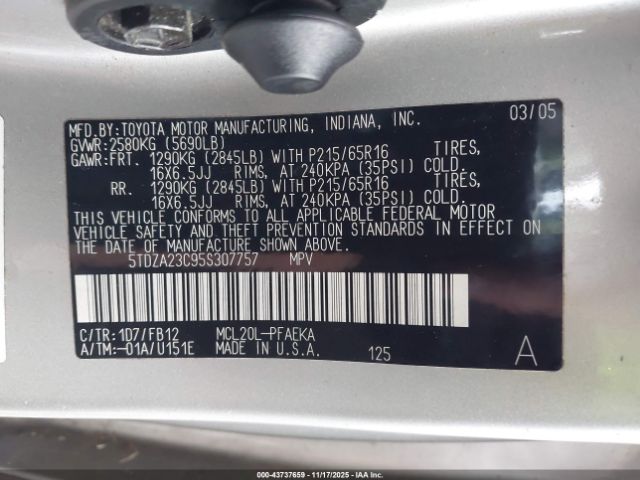 MFD.BY:TOYOTA MOTOR MANUFACTURING, INDIANA, INC. 03/05
GVWR:2580KG (5690LB)
GAWR:FRT. 1290KG (2845LB) WITH P215/65R16 TIRES,
16X6.5JJ RIMS, AT 240KPA (35PSI) COLD.
RR. 1290KG (2845LB) WITH P215/65R16 TIRES,
16X6.5JJ RIMS, AT 240KPA (35PSI) COLD.
THIS VEHICLE CONFORMS TO ALL APPLICABLE FEDERAL MOTOR
VEHICLE SAFETY AND THEFT PREVENTION STANDARDS IN EFFECT ON
THE DATE OF MANUFACTURE SHOWN ABOVE.
5TDZA23C95S307757 MPV
C/TR:1D7/FB12 MCL20L-PFAEKA
A/TM:-01A/U151E MADE IN U.S.A. 125 A
000-43737659 - 11/17/2025 - IAA Inc.